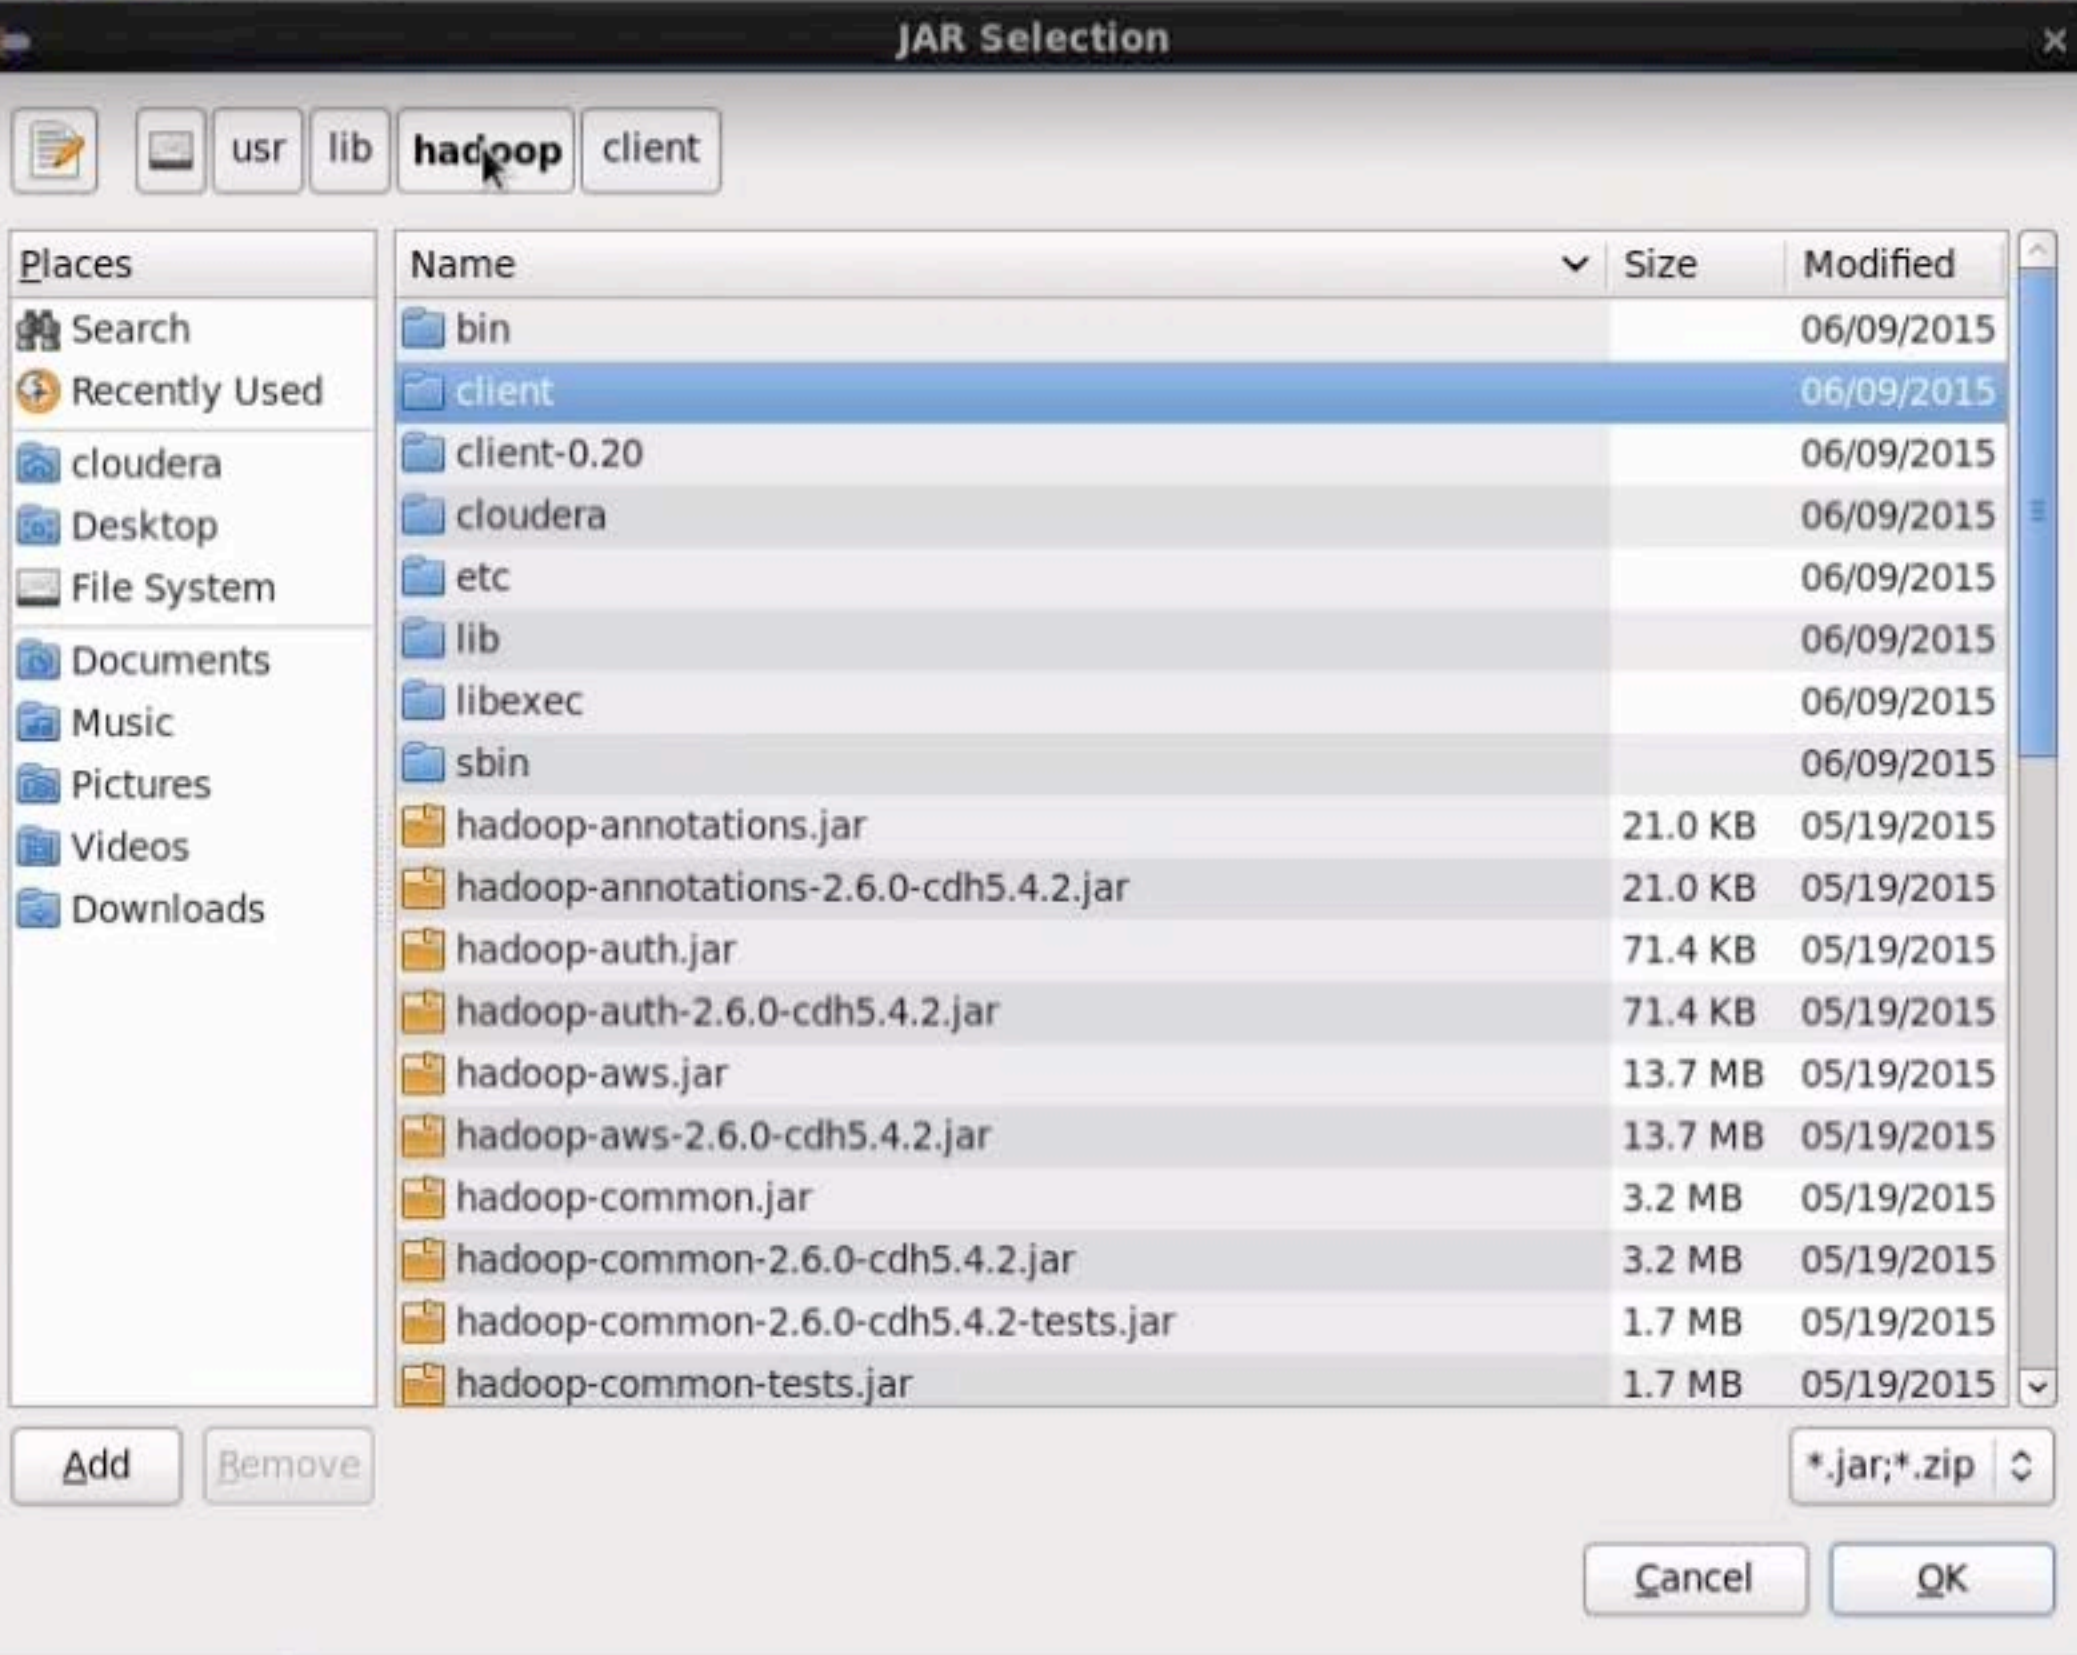 JAR Selection
usr lib hadoop client
Places
Search
Recently Used
cloudera
Desktop
File System
Documents
Music
Pictures
Videos
Downloads
Name Size Modified
bin 06/09/2015
client 06/09/2015
client-0.20 06/09/2015
cloudera 06/09/2015
etc 06/09/2015
lib 06/09/2015
libexec 06/09/2015
sbin 06/09/2015
hadoop-annotations.jar 21.0 KB 05/19/2015
hadoop-annotations-2.6.0-cdh5.4.2.jar 21.0 KB 05/19/2015
hadoop-auth.jar 71.4 KB 05/19/2015
hadoop-auth-2.6.0-cdh5.4.2.jar 71.4 KB 05/19/2015
hadoop-aws.jar 13.7 MB 05/19/2015
hadoop-aws-2.6.0-cdh5.4.2.jar 13.7 MB 05/19/2015
hadoop-common.jar 3.2 MB 05/19/2015
hadoop-common-2.6.0-cdh5.4.2.jar 3.2 MB 05/19/2015
hadoop-common-2.6.0-cdh5.4.2-tests.jar 1.7 MB 05/19/2015
hadoop-common-tests.jar 1.7 MB 05/19/2015
Add Remove *.jar;*.zip
Cancel OK